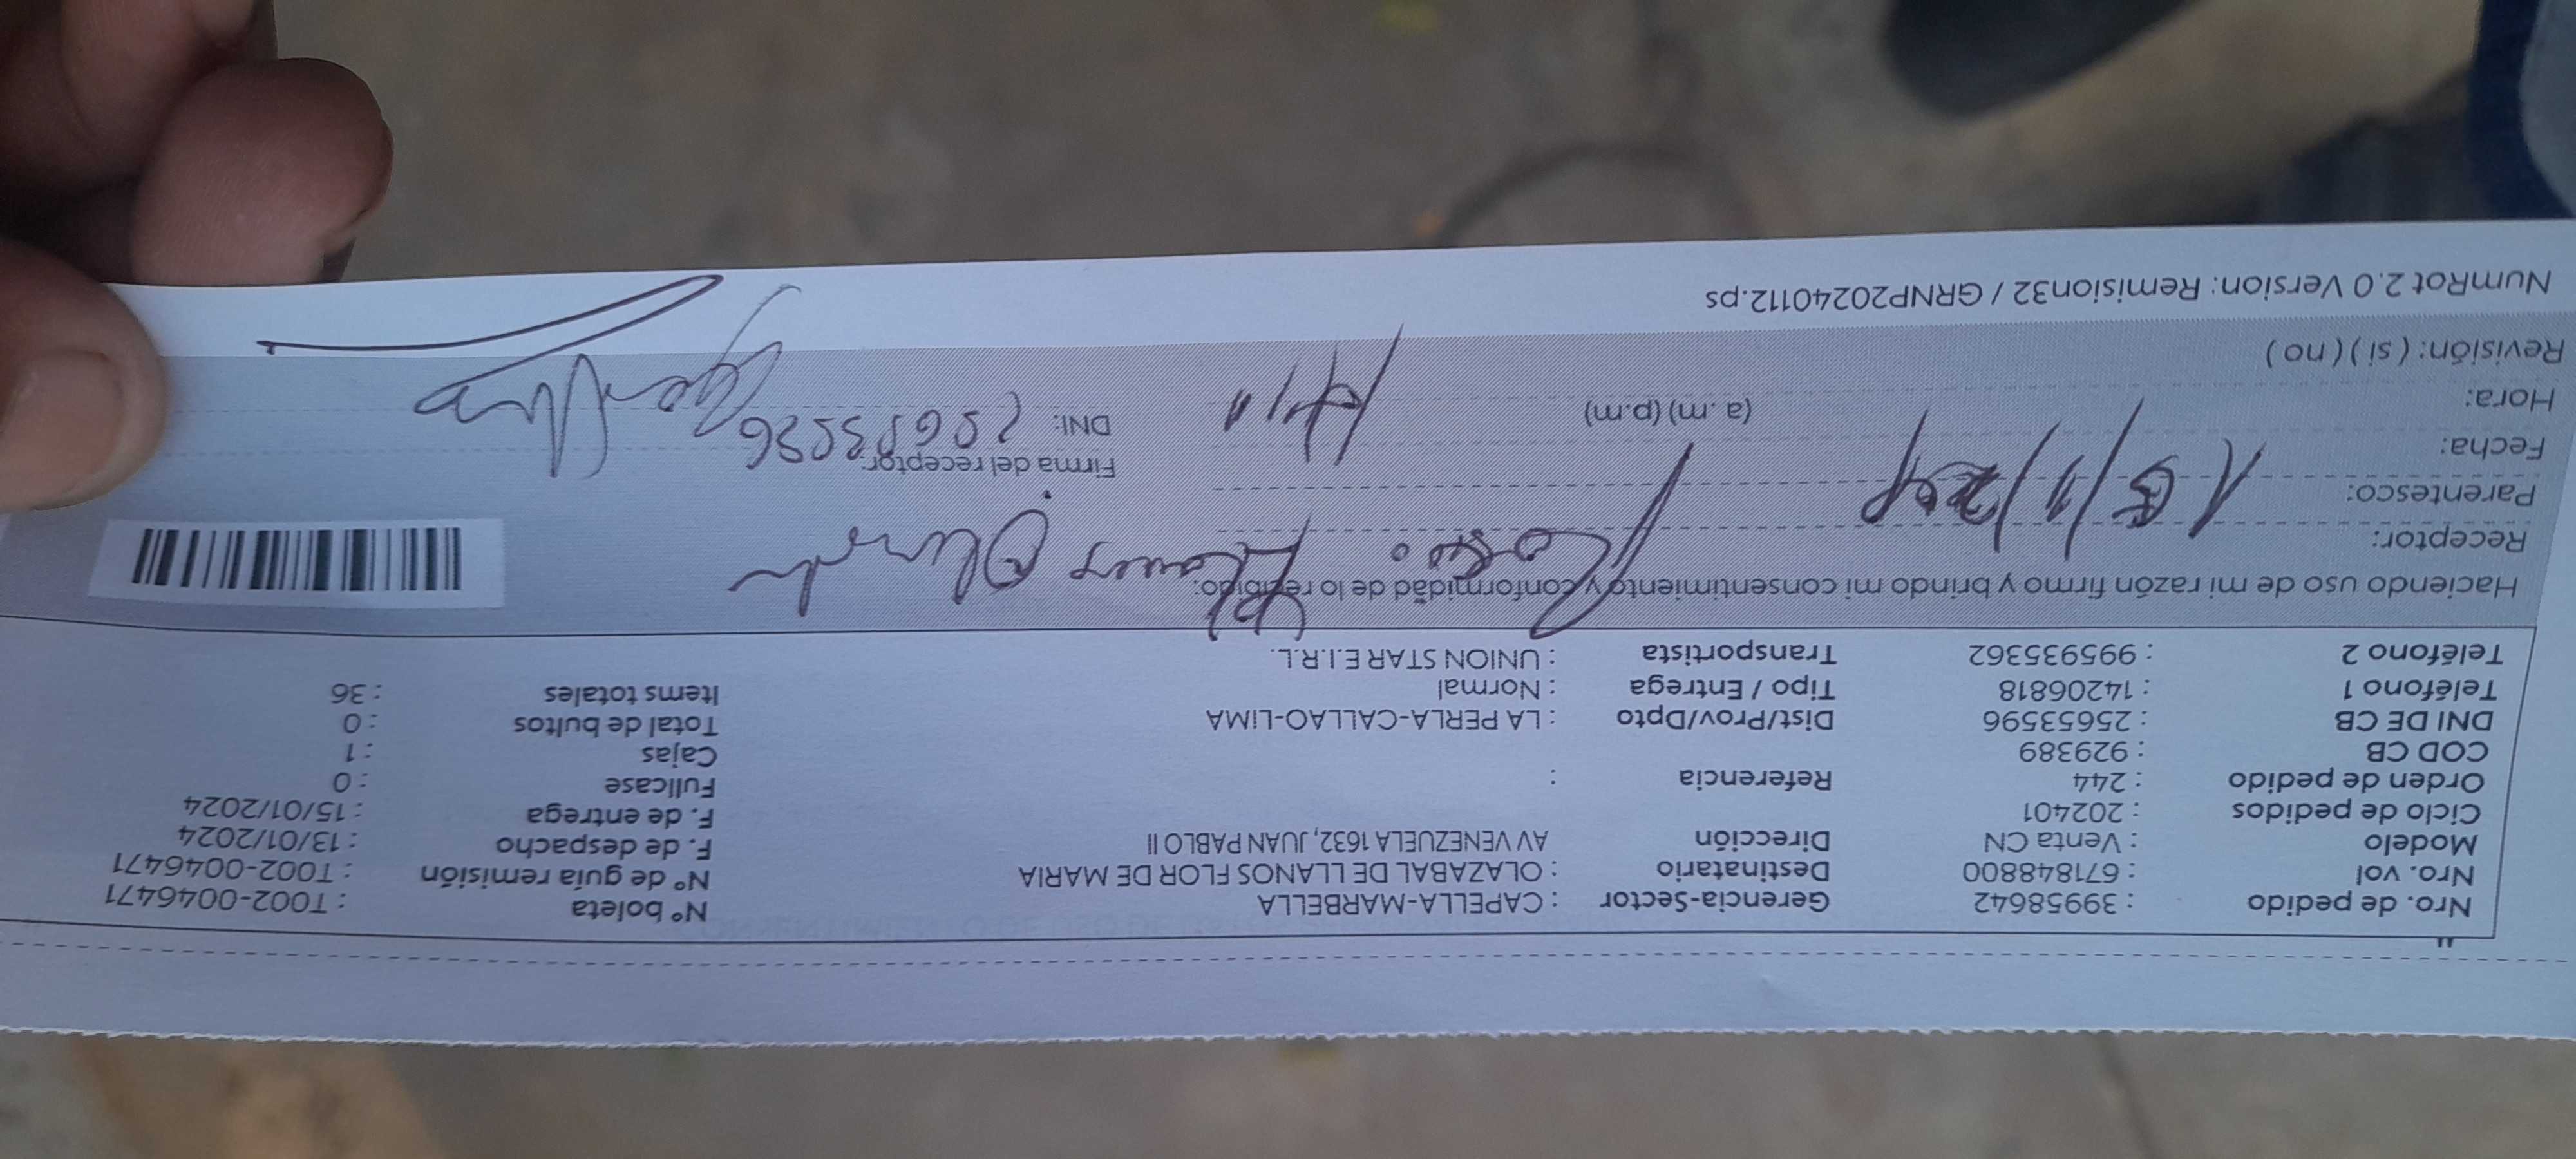 Nro. de pedido : 39958642 Gerencia-Sector : CAPELLA-MARBELLA Nº boleta : T002-0046471
Nro. vol : 671848800 Destinatario : OLAZABAL DE LLANOS FLOR DE MARIA Nº de guía remisión : T002-0046471
Modelo : Venta CN Dirección AV VENEZUELA 1632, JUAN PABLO II F. de despacho : 13/01/2024
Ciclo de pedidos : 202401 F. de entrega : 15/01/2024
Orden de pedido : 244 Referencia : Fullcase : 0
COD CB : 929389 Cajas : 1
DNI DE CB : 25653596 Dist/Prov/Dpto : LA PERLA-CALLAO-LIMA Total de bultos : 0
Teléfono 1 : 14206818 Tipo / Entrega : Normal Items totales : 36
Teléfono 2 : 995935362 Transportista : UNION STAR E.I.R.L.
Haciendo uso de mi razón firmo y brindo mi consentimiento y conformidad de lo recibido:
Receptor:
Parentesco:
Firma del receptor:
Fecha: 15/1/24
DNI:
Hora: (a. m) (p.m)
Revisión: ( si ) ( no )
NumRot 2.0 Version: Remision32 / GRNP20240112.ps